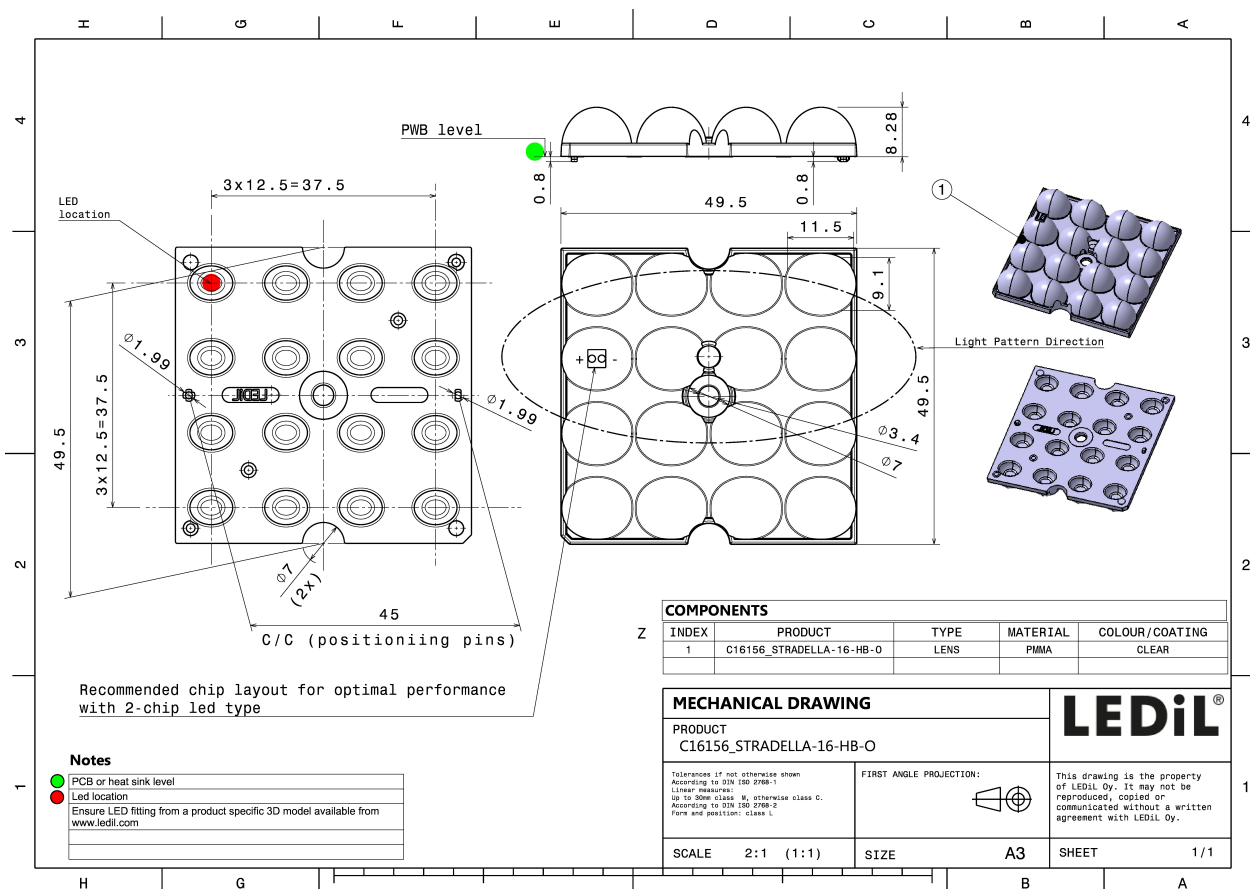 H G F E D C B A
4
4
PWB level
8.28
0.8
0.8
3x12.5=37.5
LED
location
49.5
11.5
1
9.1
3
3
Ø1.99
LEDiL
+ -
Light Pattern Direction
49.5
3x12.5=37.5
Ø1.99
49.5
Ø3.4
Ø7
2
2
Ø7
(2x)
45
C/C (positioniing pins)
Z
COMPONENTS
INDEX PRODUCT TYPE MATERIAL COLOUR/COATING
1 C16156_STRADELLA-16-HB-O LENS PMMA CLEAR
Recommended chip layout for optimal performance
with 2-chip led type
MECHANICAL DRAWING
LEDiL®
PRODUCT
C16156_STRADELLA-16-HB-O
Notes
PCB or heat sink level
Led location
Ensure LED fitting from a product specific 3D model available from
www.ledil.com
1
1
Tolerances if not otherwise shown
According to DIN ISO 2768-1
Linear measures:
Up to 30mm class M, otherwise class C.
According to DIN ISO 2768-2
Form and position: class L
FIRST ANGLE PROJECTION:
This drawing is the property
of LEDiL Oy. It may not be
reproduced, copied or
communicated without a written
agreement with LEDiL Oy.
SCALE 2:1 (1:1) SIZE A3 SHEET 1/1
H G B A